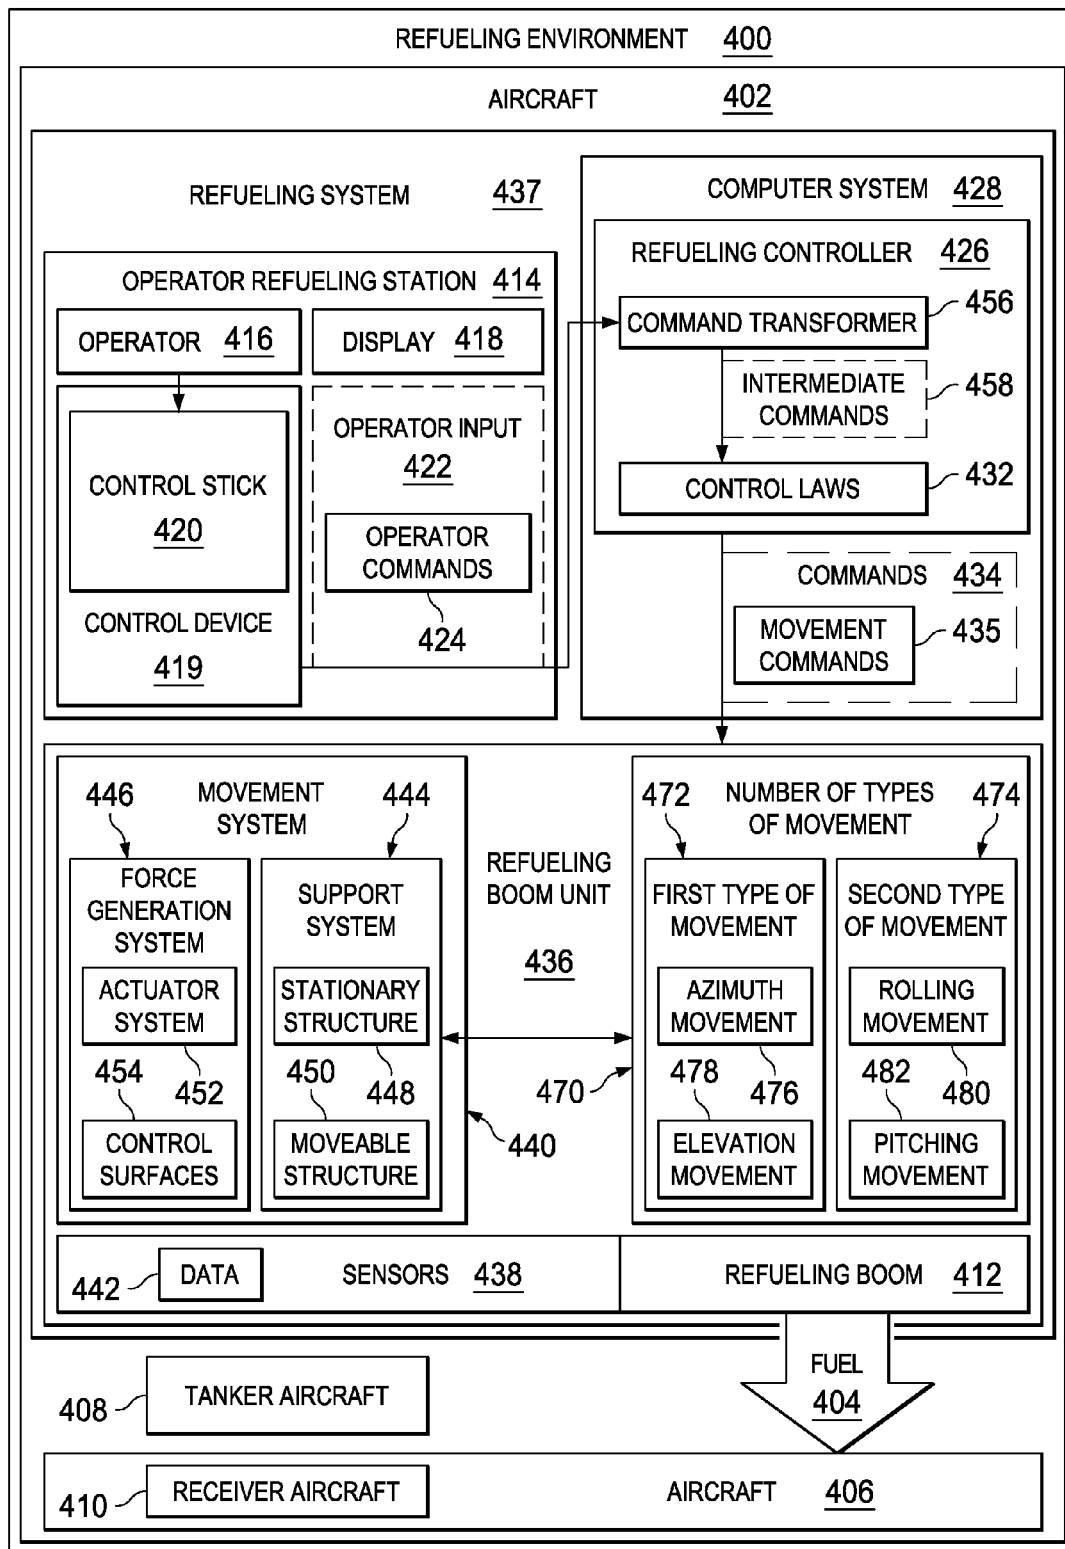 REFUELING ENVIRONMENT 400
AIRCRAFT 402
REFUELING SYSTEM 437
COMPUTER SYSTEM 428
REFUELING CONTROLLER 426
OPERATOR REFUELING STATION 414
OPERATOR 416
DISPLAY 418
COMMAND TRANSFORMER
456
INTERMEDIATE
COMMANDS
458
CONTROL LAWS
432
CONTROL STICK
420
CONTROL DEVICE
419
OPERATOR INPUT
422
OPERATOR
COMMANDS
424
COMMANDS 434
MOVEMENT
COMMANDS
435
446
MOVEMENT
SYSTEM
444
FORCE
GENERATION
SYSTEM
SUPPORT
SYSTEM
ACTUATOR
SYSTEM
STATIONARY
STRUCTURE
454
452
450
448
CONTROL
SURFACES
MOVEABLE
STRUCTURE
440
REFUELING
BOOM UNIT
436
470
472
NUMBER OF TYPES
OF MOVEMENT
474
FIRST TYPE OF
MOVEMENT
SECOND TYPE
OF MOVEMENT
AZIMUTH
MOVEMENT
ROLLING
MOVEMENT
478
476
482
480
ELEVATION
MOVEMENT
PITCHING
MOVEMENT
442
DATA
SENSORS 438
REFUELING BOOM 412
FUEL
404
408
TANKER AIRCRAFT
410
RECEIVER AIRCRAFT
AIRCRAFT 406